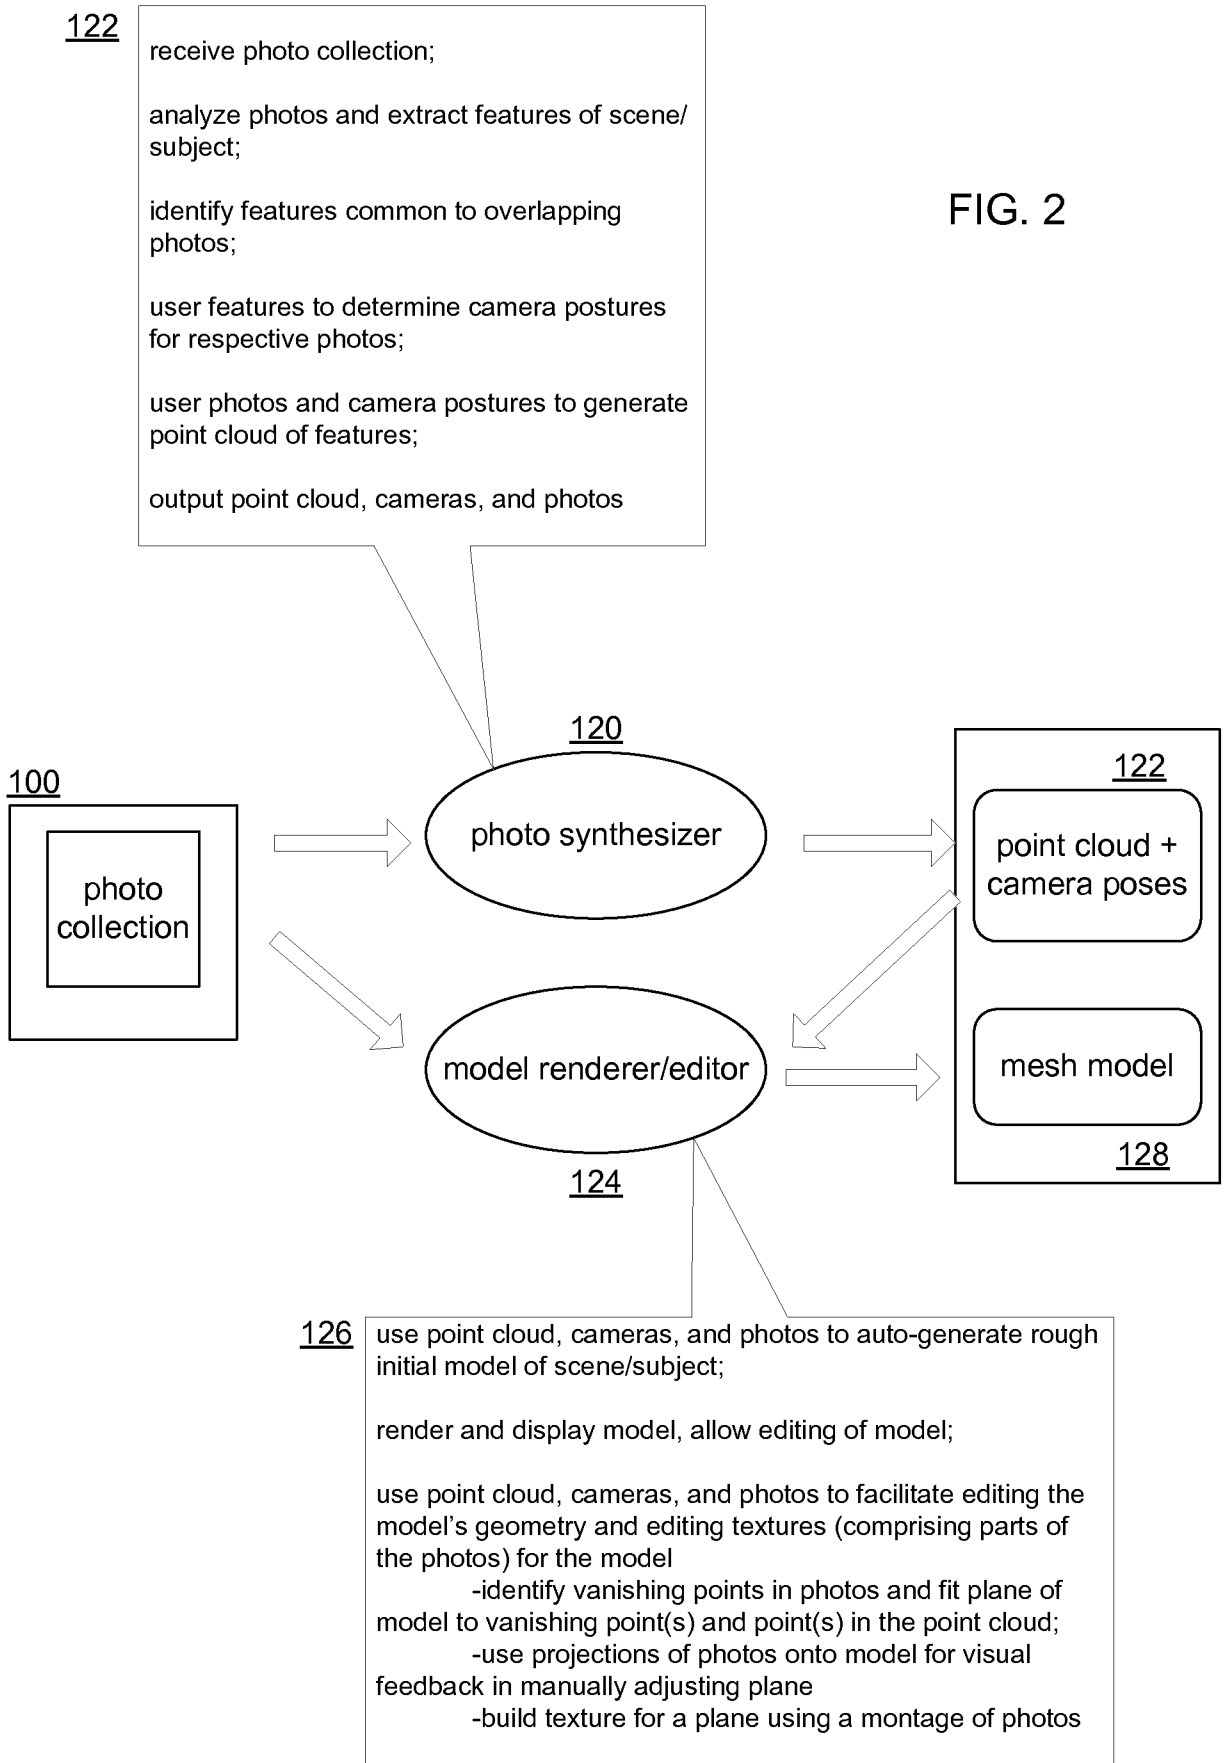 122
receive photo collection;
analyze photos and extract features of scene/
subject;
identify features common to overlapping
photos;
user features to determine camera postures
for respective photos;
user photos and camera postures to generate
point cloud of features;
output point cloud, cameras, and photos
FIG. 2
100
photo
collection
120
photo synthesizer
122
point cloud +
camera poses
model renderer/editor
124
mesh model
128
126
use point cloud, cameras, and photos to auto-generate rough
initial model of scene/subject;
render and display model, allow editing of model;
use point cloud, cameras, and photos to facilitate editing the
model's geometry and editing textures (comprising parts of
the photos) for the model
-identify vanishing points in photos and fit plane of
model to vanishing point(s) and point(s) in the point cloud;
-use projections of photos onto model for visual
feedback in manually adjusting plane
-build texture for a plane using a montage of photos